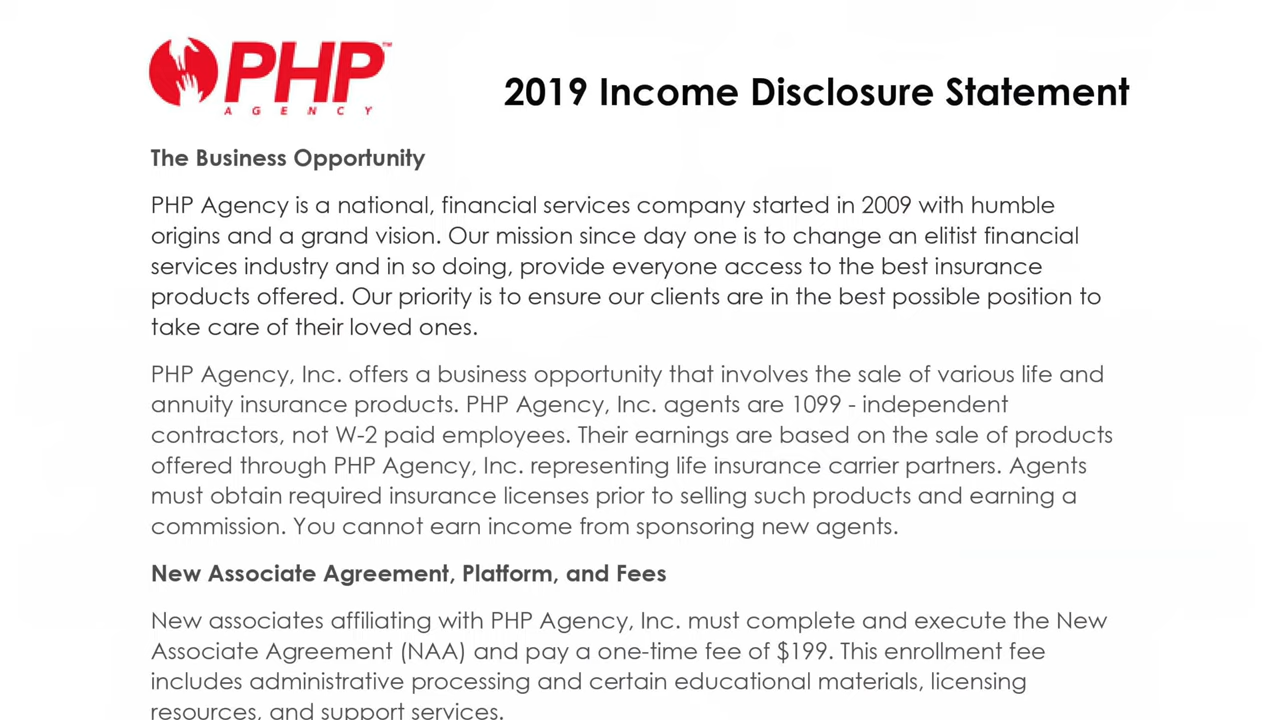 PHP™
AGENCY
2019 Income Disclosure Statement
The Business Opportunity
PHP Agency is a national, financial services company started in 2009 with humble
origins and a grand vision. Our mission since day one is to change an elitist financial
services industry and in so doing, provide everyone access to the best insurance
products offered. Our priority is to ensure our clients are in the best possible position to
take care of their loved ones.
PHP Agency, Inc. offers a business opportunity that involves the sale of various life and
annuity insurance products. PHP Agency, Inc. agents are 1099 - independent
contractors, not W-2 paid employees. Their earnings are based on the sale of products
offered through PHP Agency, Inc. representing life insurance carrier partners. Agents
must obtain required insurance licenses prior to selling such products and earning a
commission. You cannot earn income from sponsoring new agents.
New Associate Agreement, Platform, and Fees
New associates affiliating with PHP Agency, Inc. must complete and execute the New
Associate Agreement (NAA) and pay a one-time fee of $199. This enrollment fee
includes administrative processing and certain educational materials, licensing
resources, and support services.